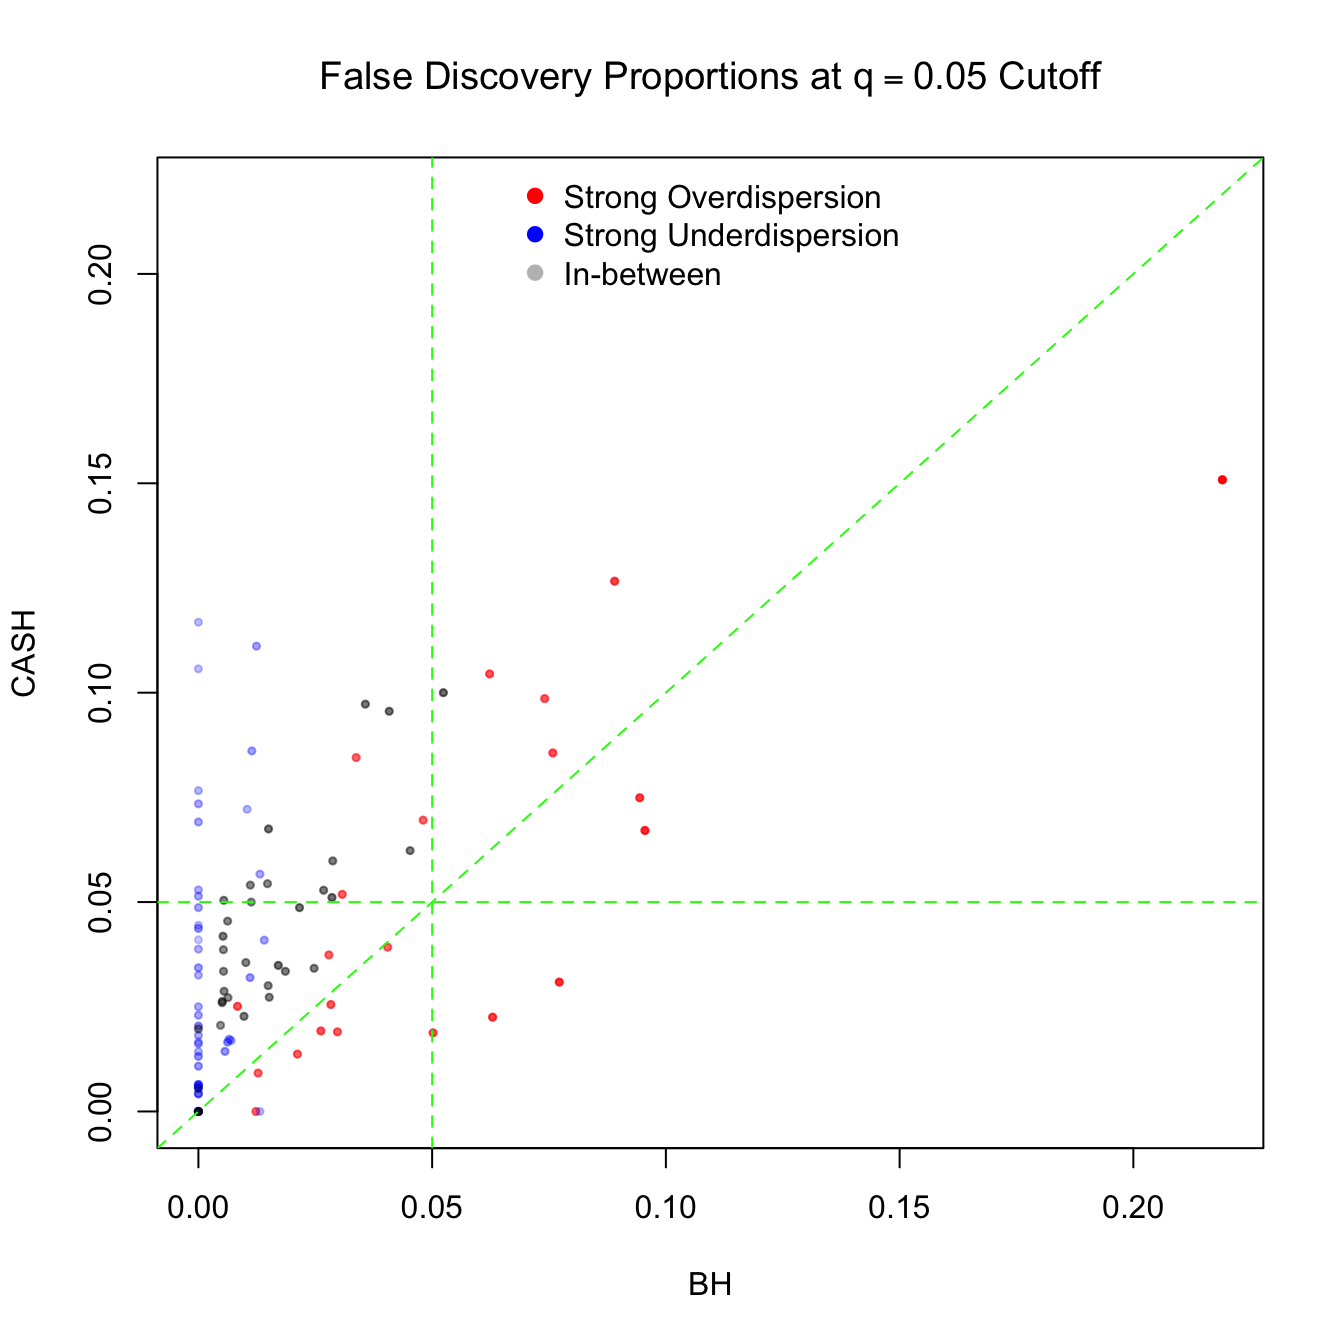 False Discovery Proportions at q = 0.05 Cutoff
Strong Overdispersion
Strong Underdispersion
In-between
CASH
0.20
0.15
0.10
0.05
0.00
0.00 0.05 0.10 0.15 0.20
BH